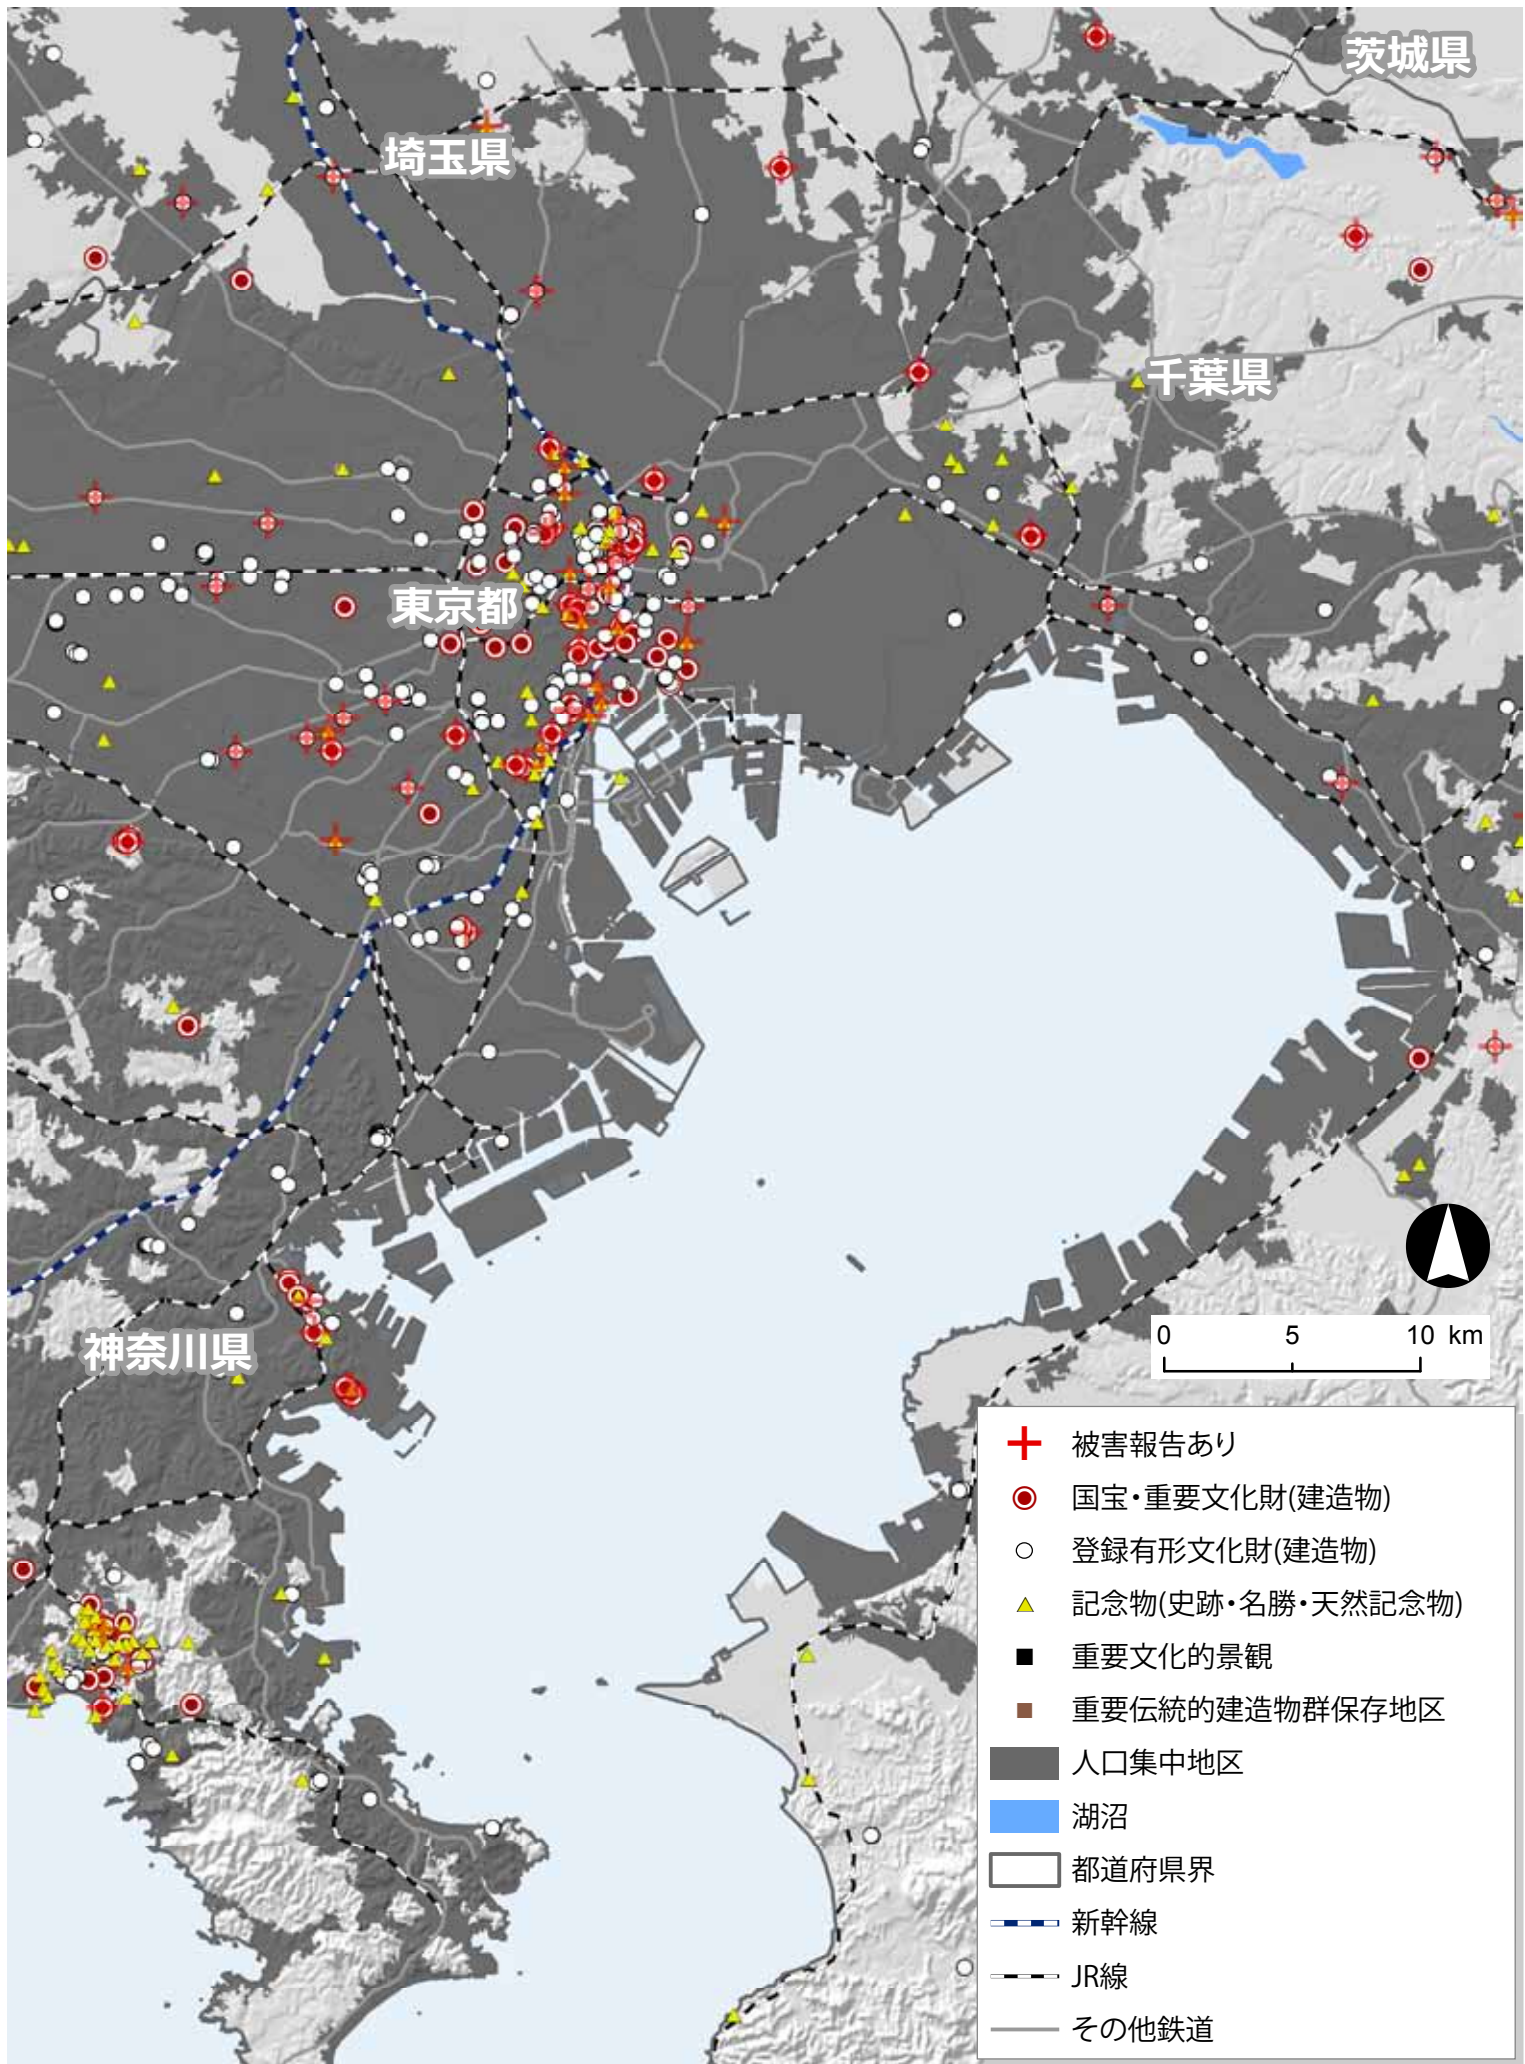 茨城県
埼玉県
千葉県
東京都
神奈川県
0 5 10 km
被害報告あり
国宝・重要文化財(建造物)
登録有形文化財(建造物)
記念物(史跡・名勝・天然記念物)
重要文化的景観
重要伝統的建造物群保存地区
人口集中地区
湖沼
都道府県界
新幹線
JR線
その他鉄道